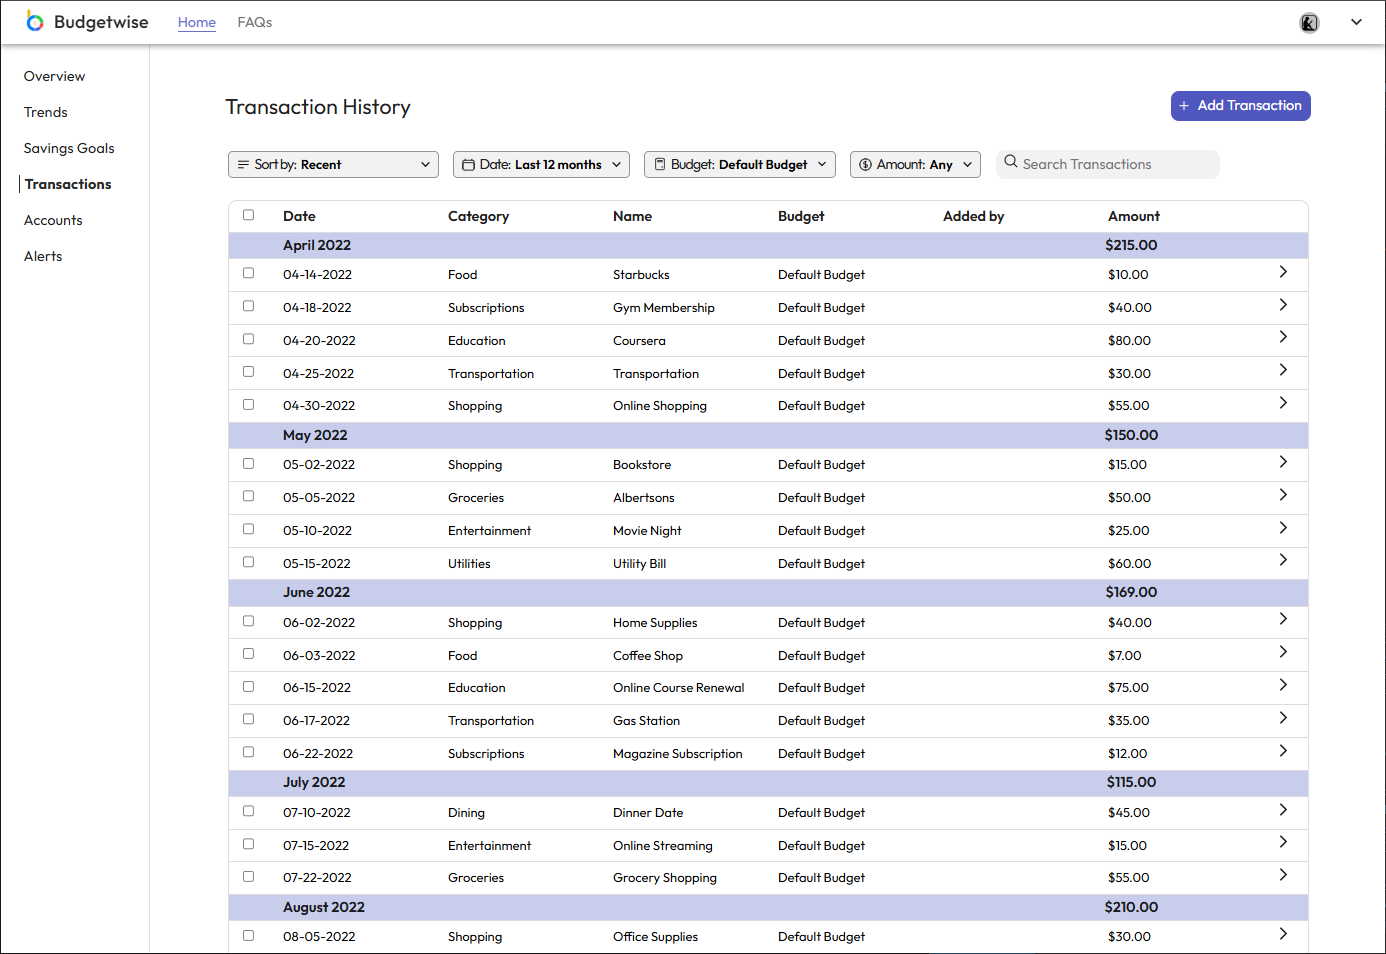 Budgetwise Home FAQs
Overview
Trends
Savings Goals
Transactions
Accounts
Alerts
Transaction History
+ Add Transaction
Sort by: Recent Date: Last 12 months Budget: Default Budget Amount: Any Search Transactions
Date Category Name Budget Added by Amount
April 2022 $215.00
04-14-2022 Food Starbucks Default Budget $10.00
04-18-2022 Subscriptions Gym Membership Default Budget $40.00
04-20-2022 Education Coursera Default Budget $80.00
04-25-2022 Transportation Transportation Default Budget $30.00
04-30-2022 Shopping Online Shopping Default Budget $55.00
May 2022 $150.00
05-02-2022 Shopping Bookstore Default Budget $15.00
05-05-2022 Groceries Albertsons Default Budget $50.00
05-10-2022 Entertainment Movie Night Default Budget $25.00
05-15-2022 Utilities Utility Bill Default Budget $60.00
June 2022 $169.00
06-02-2022 Shopping Home Supplies Default Budget $40.00
06-03-2022 Food Coffee Shop Default Budget $7.00
06-15-2022 Education Online Course Renewal Default Budget $75.00
06-17-2022 Transportation Gas Station Default Budget $35.00
06-22-2022 Subscriptions Magazine Subscription Default Budget $12.00
July 2022 $115.00
07-10-2022 Dining Dinner Date Default Budget $45.00
07-15-2022 Entertainment Online Streaming Default Budget $15.00
07-22-2022 Groceries Grocery Shopping Default Budget $55.00
August 2022 $210.00
08-05-2022 Shopping Office Supplies Default Budget $30.00